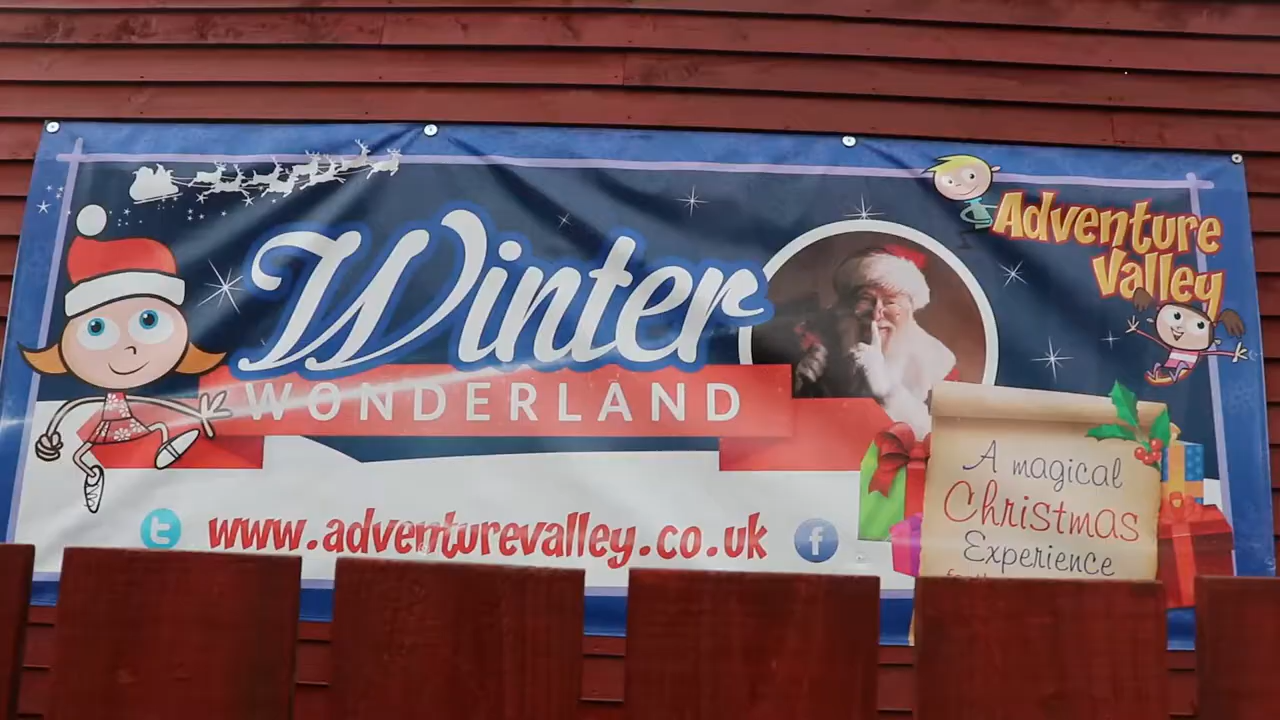 Adventure
Valley
Winter
WONDERLAND
A magical
Christmas
Experience
www.adventurevalley.co.uk